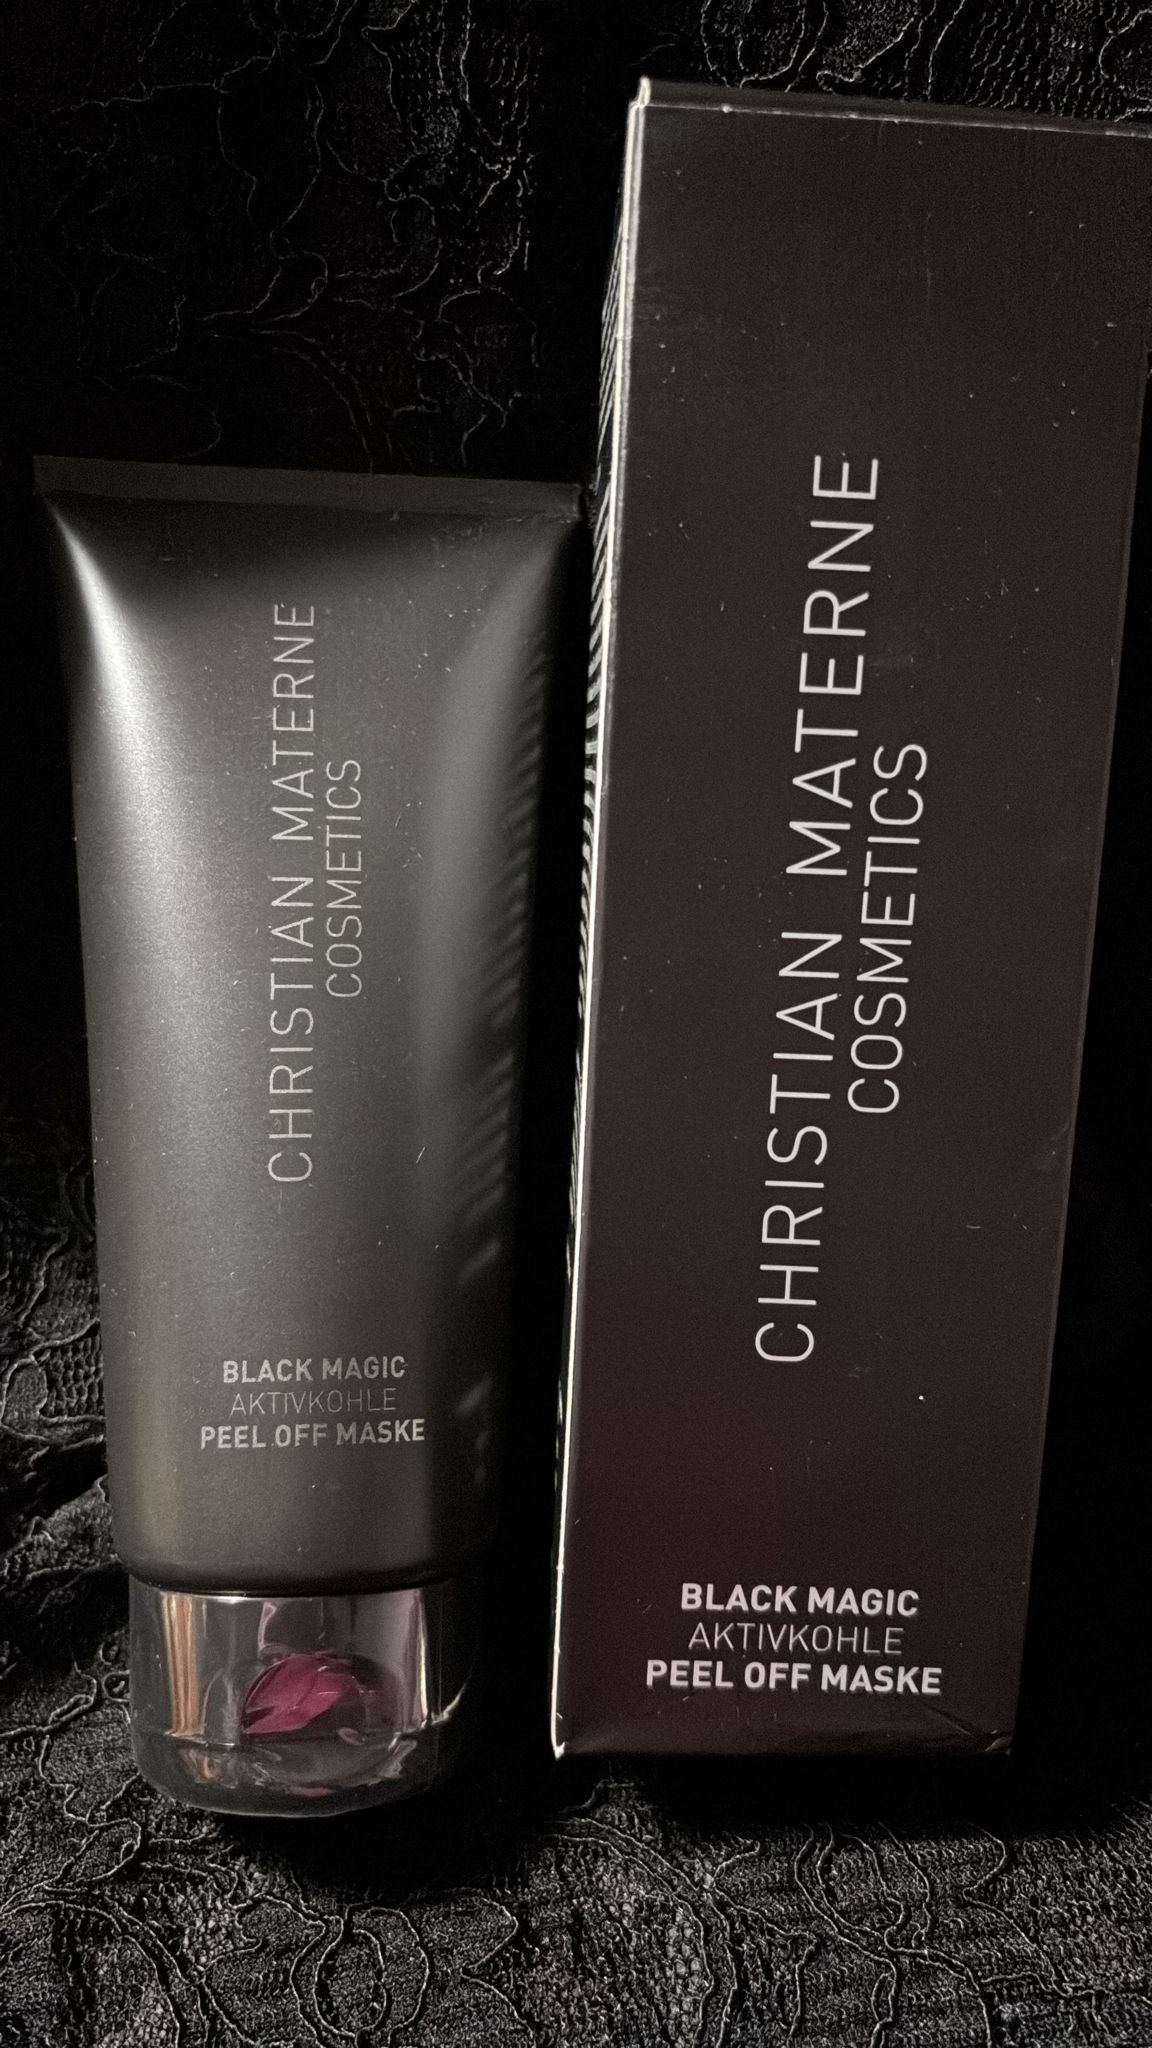 CHRISTIAN MATERNE
COSMETICS
BLACK MAGIC
AKTIVKOHLE
PEEL OFF MASKE
CHRISTIAN MATERNE
COSMETICS
BLACK MAGIC
AKTIVKOHLE
PEEL OFF MASKE